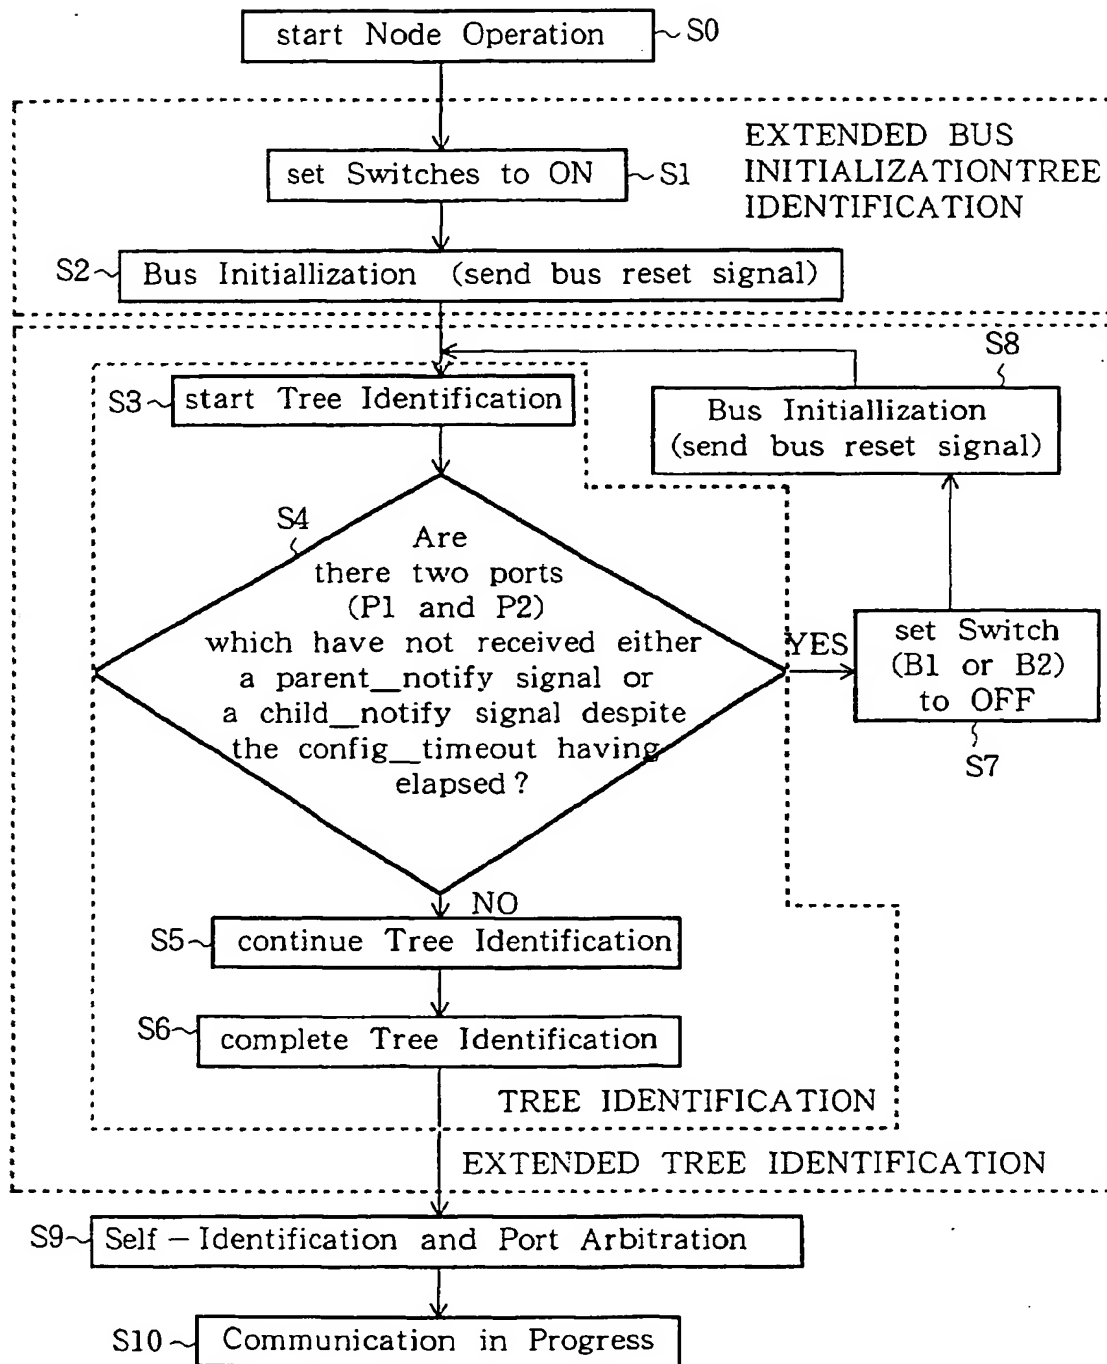 start Node Operation
S0
EXTENDED BUS
INITIALIZATIONTREE
IDENTIFICATION
set Switches to ON
S1
S2
Bus Initiallization (send bus reset signal)
S8
S3
start Tree Identification
Bus Initiallization
(send bus reset signal)
S4
Are
there two ports
(P1 and P2)
which have not received either
a parent__notify signal or
a child__notify signal despite
the config__timeout having
elapsed?
YES
set Switch
(B1 or B2)
to OFF
S7
NO
S5
continue Tree Identification
S6
complete Tree Identification
TREE IDENTIFICATION
EXTENDED TREE IDENTIFICATION
S9
Self-Identification and Port Arbitration
S10
Communication in Progress